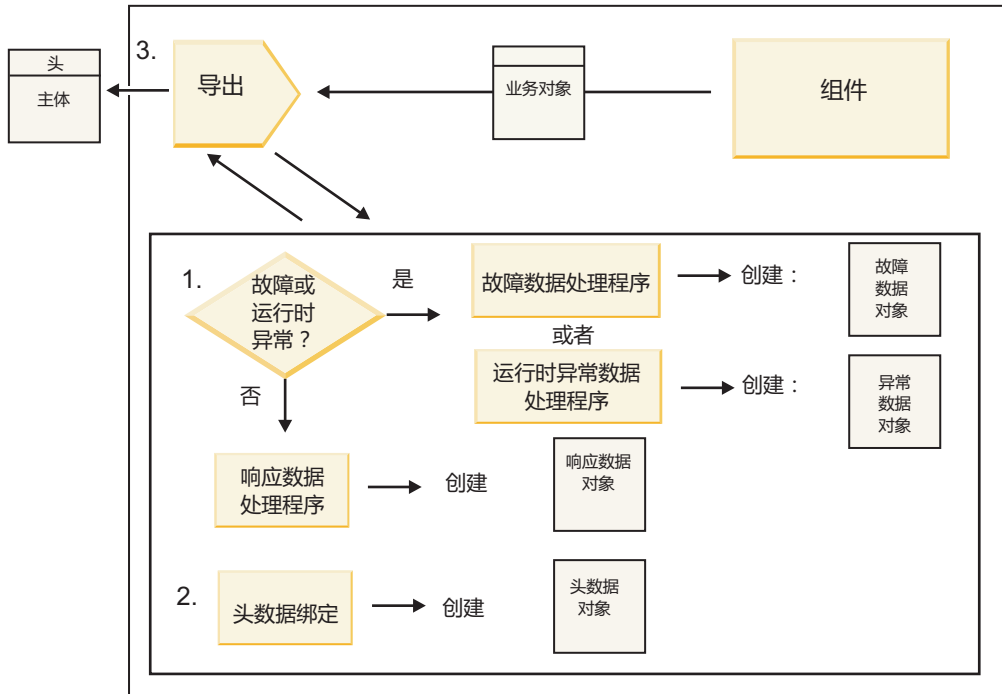 头
主体
3.
导出
业务对象
组件
1.
故障或
运行时
异常？
是
故障数据处理程序
创建：
故障
数据
对象
或者
运行时异常数据
处理程序
创建：
异常
数据
对象
否
响应数据
处理程序
创建
响应数据
对象
2.
头数据绑定
创建
头数据
对象